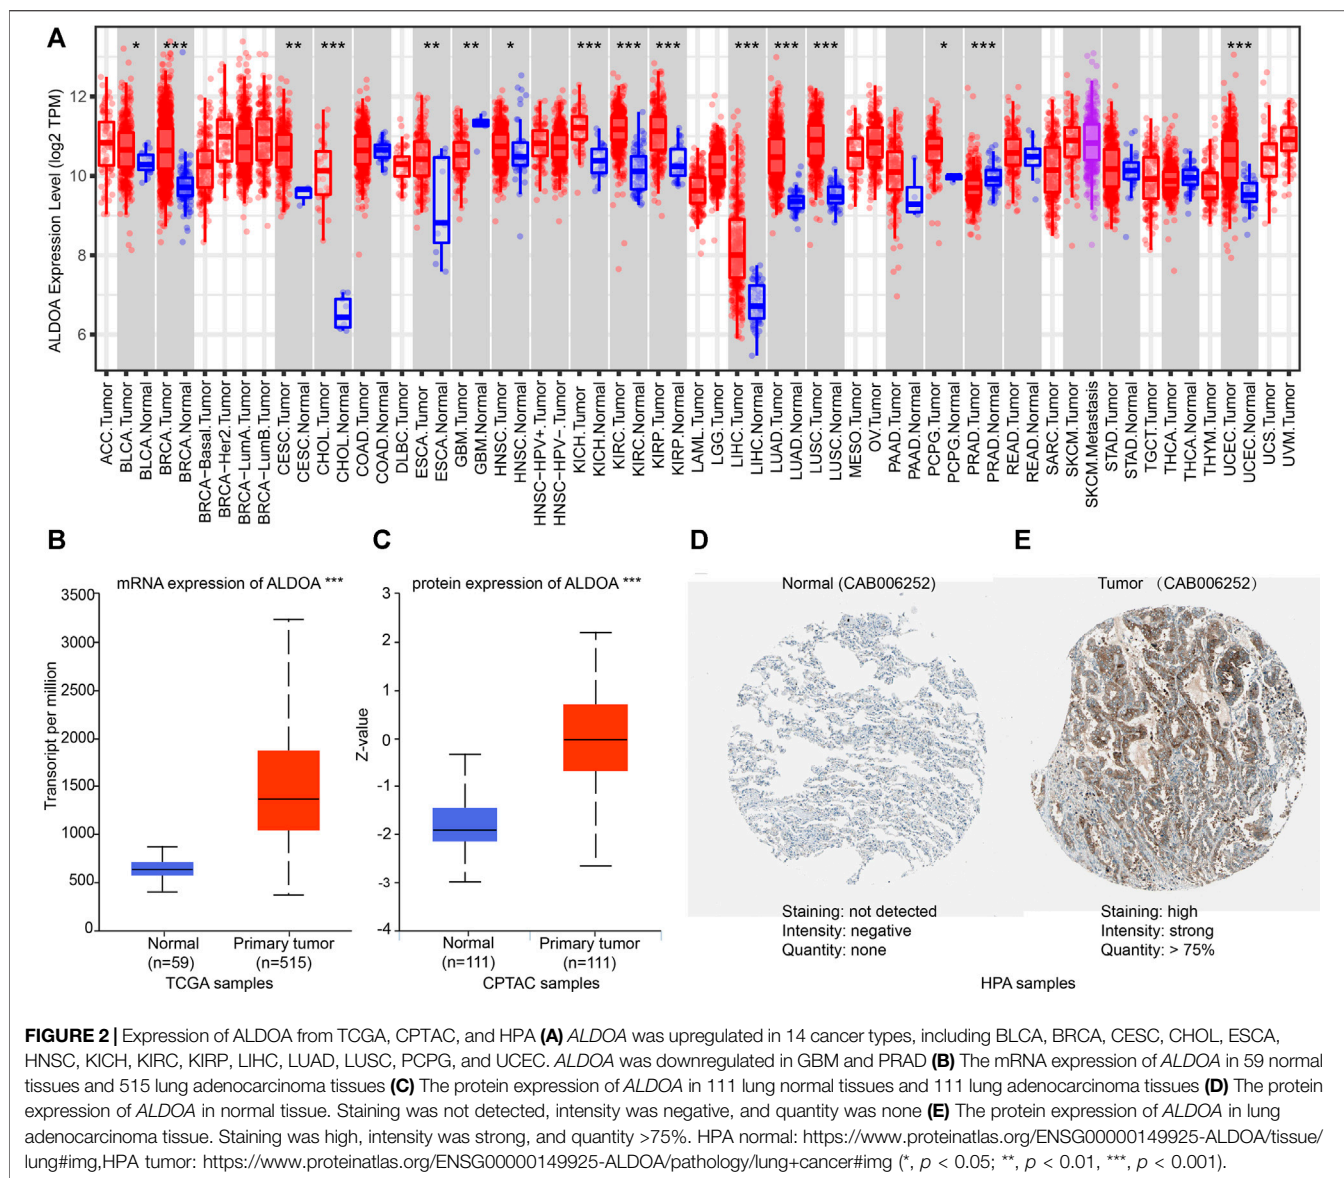 A
* *** ** *** ** ** * *** *** *** *** *** *** * *** ***
ALDOA Expression Level (log2 TPM)
12
10
8
6
ACC.Tumor
BLCA.Tumor
BLCA.Normal
BRCA.Tumor
BRCA.Normal
BRCA-Basal.Tumor
BRCA-Her2.Tumor
BRCA-LumA.Tumor
BRCA-LumB.Tumor
CESC.Tumor
CESC.Normal
CHOL.Tumor
CHOL.Normal
COAD.Tumor
COAD.Normal
DLBC.Tumor
ESCA.Tumor
ESCA.Normal
GBM.Tumor
GBM.Normal
HNSC.Tumor
HNSC.Normal
HNSC-HPV+.Tumor
HNSC-HPV-.Tumor
KICH.Tumor
KICH.Normal
KIRC.Tumor
KIRC.Normal
KIRP.Tumor
KIRP.Normal
LAML.Tumor
LGG.Tumor
LIHC.Tumor
LIHC.Normal
LUAD.Tumor
LUAD.Normal
LUSC.Tumor
LUSC.Normal
MESO.Tumor
OV.Tumor
PAAD.Tumor
PAAD.Normal
PCPG.Tumor
PCPG.Normal
PRAD.Tumor
PRAD.Normal
READ.Tumor
READ.Normal
SARC.Tumor
SKCM.Tumor
SKCM.Metastasis
STAD.Tumor
STAD.Normal
TGCT.Tumor
THCA.Tumor
THCA.Normal
THYM.Tumor
UCEC.Tumor
UCEC.Normal
UCS.Tumor
UVM.Tumor
B
mRNA expression of ALDOA ***
Transcript per million
3500
3000
2500
2000
1500
1000
500
0
Normal
(n=59)
Primary tumor
(n=515)
TCGA samples
C
protein expression of ALDOA ***
Z-value
3
2
1
0
-1
-2
-3
-4
Normal
(n=111)
Primary tumor
(n=111)
CPTAC samples
D
Normal (CAB006252)
Staining: not detected
Intensity: negative
Quantity: none
E
Tumor （CAB006252）
Staining: high
Intensity: strong
Quantity: > 75%
HPA samples
FIGURE 2 | Expression of ALDOA from TCGA, CPTAC, and HPA (A) ALDOA was upregulated in 14 cancer types, including BLCA, BRCA, CESC, CHOL, ESCA,
HNSC, KICH, KIRC, KIRP, LIHC, LUAD, LUSC, PCPG, and UCEC. ALDOA was downregulated in GBM and PRAD (B) The mRNA expression of ALDOA in 59 normal
tissues and 515 lung adenocarcinoma tissues (C) The protein expression of ALDOA in 111 lung normal tissues and 111 lung adenocarcinoma tissues (D) The protein
expression of ALDOA in normal tissue. Staining was not detected, intensity was negative, and quantity was none (E) The protein expression of ALDOA in lung
adenocarcinoma tissue. Staining was high, intensity was strong, and quantity >75%. HPA normal: https://www.proteinatlas.org/ENSG00000149925-ALDOA/tissue/
lung#img,HPA tumor: https://www.proteinatlas.org/ENSG00000149925-ALDOA/pathology/lung+cancer#img (*, p < 0.05; **, p < 0.01, ***, p < 0.001).